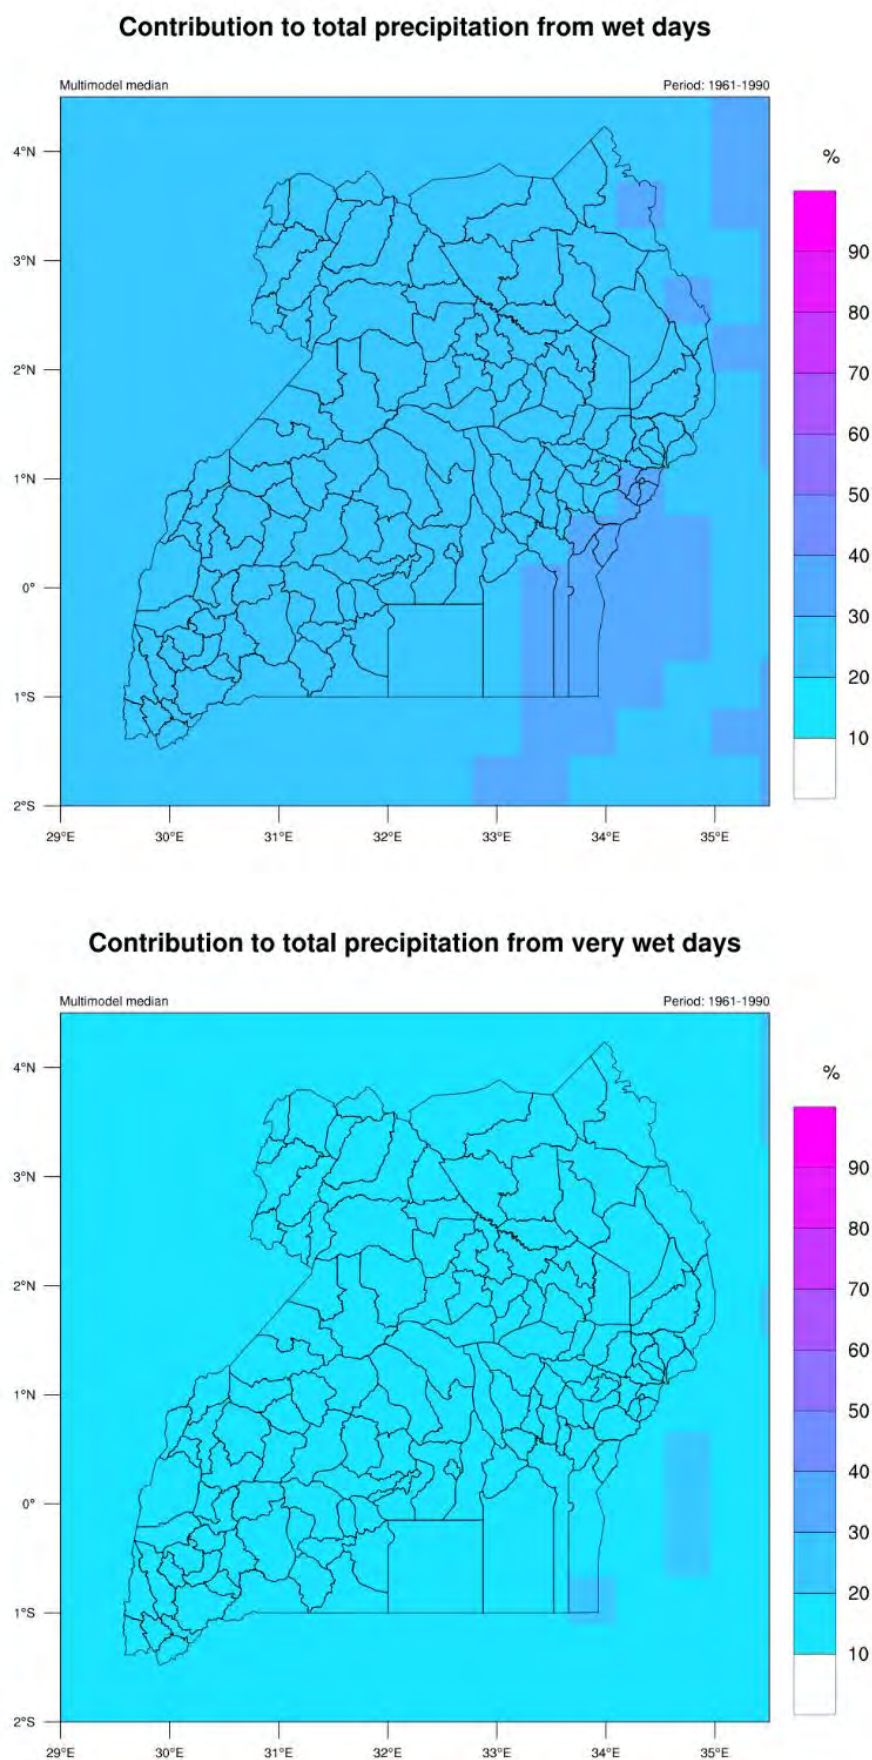 Contribution to total precipitation from wet days
Multimodel median
Period: 1961-1990
%
4°N
3°N
2°N
1°N
0°
1°S
2°S
90
80
70
60
50
40
30
20
10
29°E
30°E
31°E
32°E
33°E
34°E
35°E
Contribution to total precipitation from very wet days
Multimodel median
Period: 1961-1990
%
4°N
3°N
2°N
1°N
0°
1°S
2°S
90
80
70
60
50
40
30
20
10
29°E
30°E
31°E
32°E
33°E
34°E
35°E